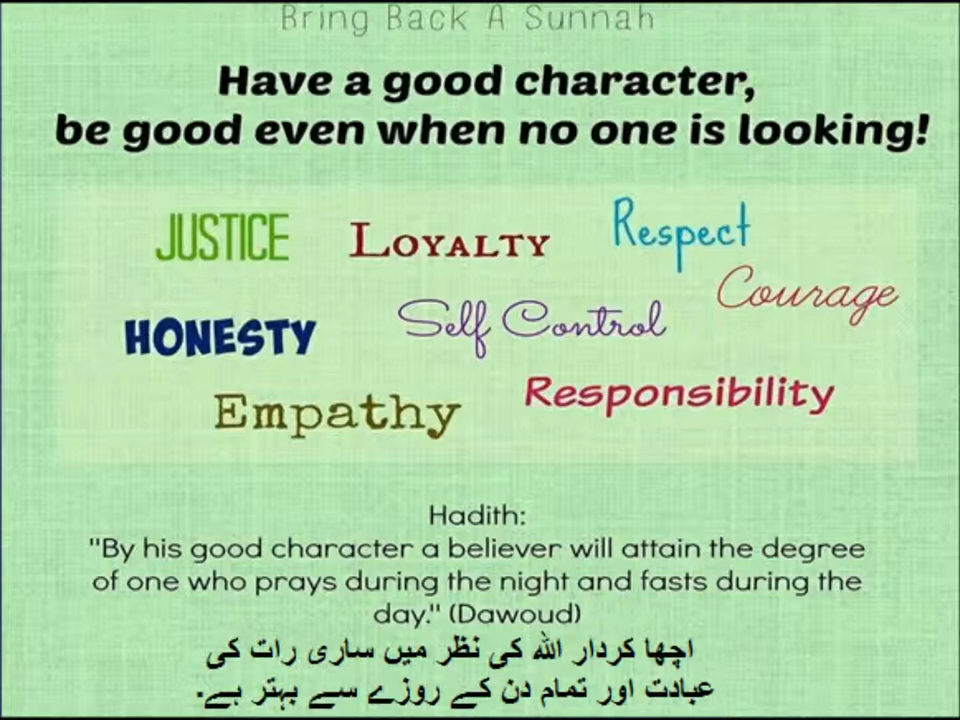 Bring Back A Sunnah
Have a good character,
be good even when no one is looking!
JUSTICE
LOYALTY
Respect
Courage
HONESTY
Self Control
Empathy
Responsibility
Hadith:
"By his good character a believer will attain the degree
of one who prays during the night and fasts during the
day." (Dawoud)
اچھا کردار اللہ کی نظر میں ساری رات کی
عبادت اور تمام دن کے روزے سے بہتر ہے.